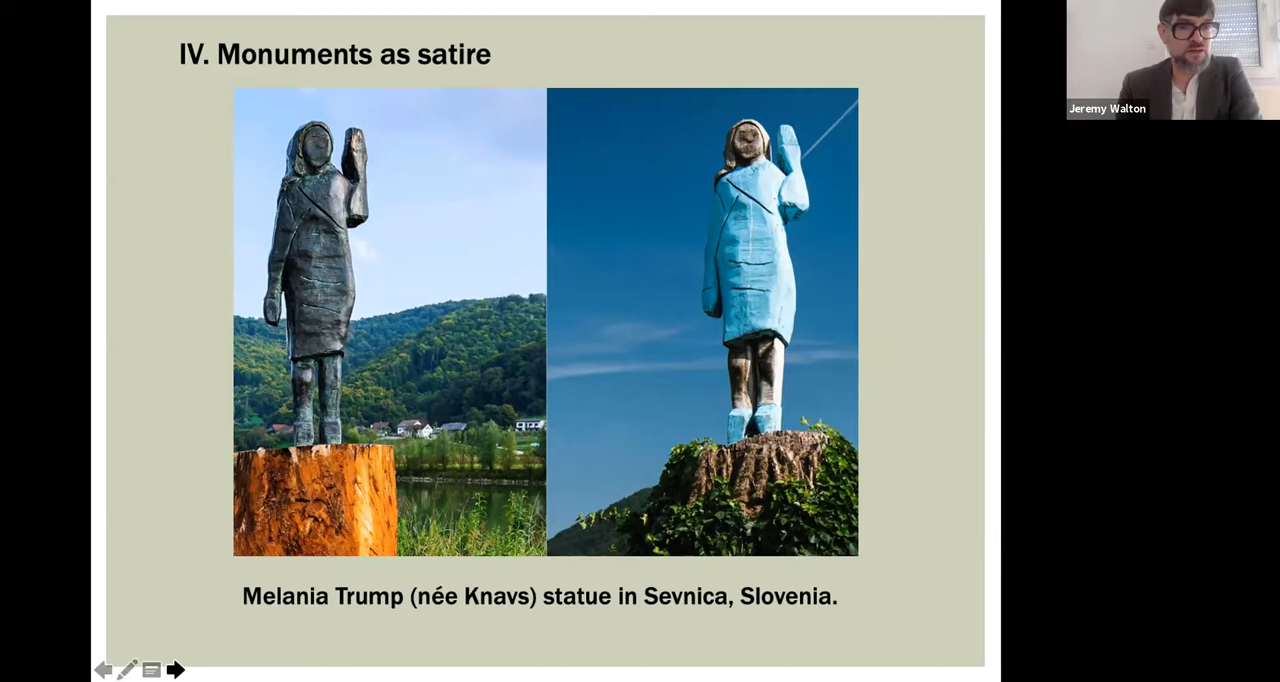 IV. Monuments as satire
Jeremy Walton
Melania Trump (née Knavs) statue in Sevnica, Slovenia.